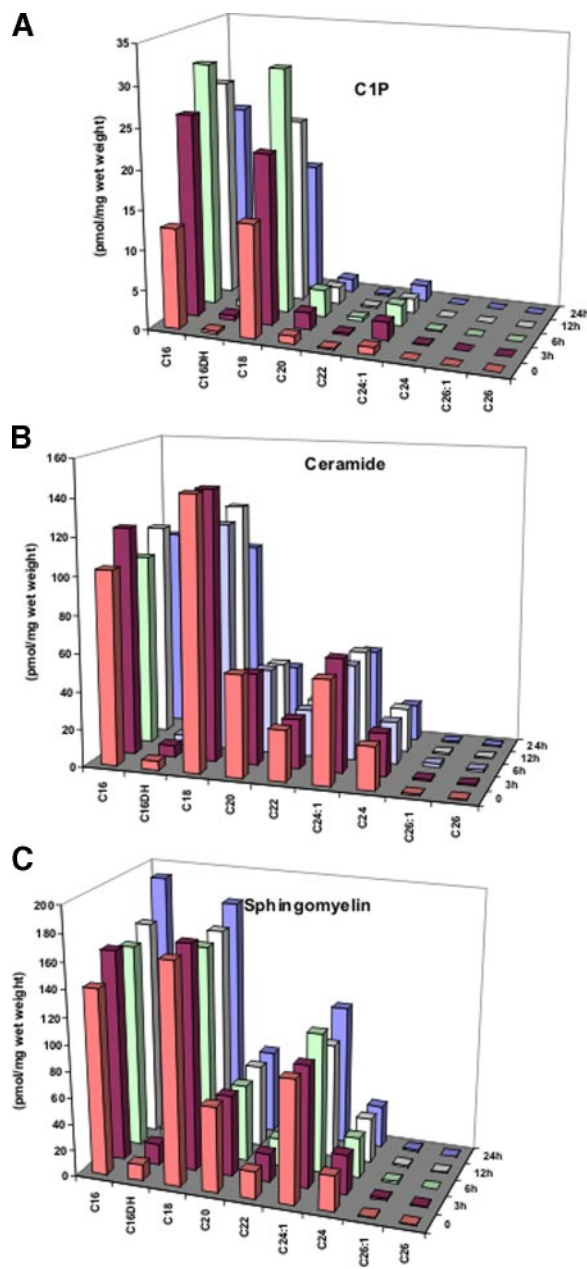 A
C1P
(pmol/mg wet weight)
35
30
25
20
15
10
5
0
C16
C16DH
C18
C20
C22
C24:1
C24
C26:1
C26
0
3h
6h
12h
24h
B
Ceramide
(pmol/mg wet weight)
160
140
120
100
80
60
40
20
0
C16
C16DH
C18
C20
C22
C24:1
C24
C26:1
C26
0
3h
6h
12h
24h
C
Sphingomyelin
(pmol/mg wet weight)
200
180
160
140
120
100
80
60
40
20
0
C16
C16DH
C18
C20
C22
C24:1
C24
C26:1
C26
0
3h
6h
12h
24h